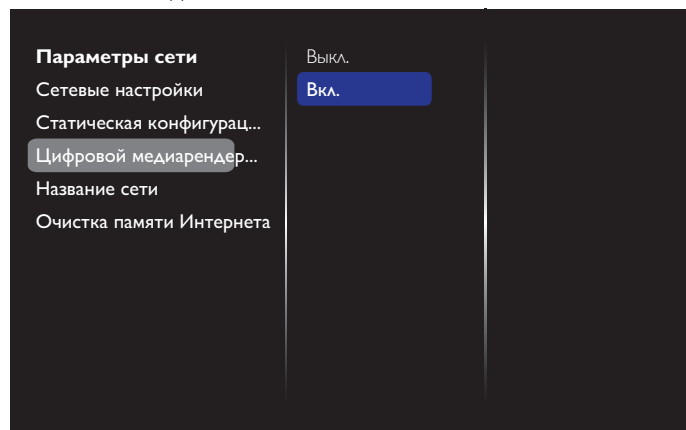 Параметры сети
Сетевые настройки
Статическая конфигурац...
Цифровой медиарендер...
Название сети
Очистка памяти Интернета
Выкл.
Вкл.